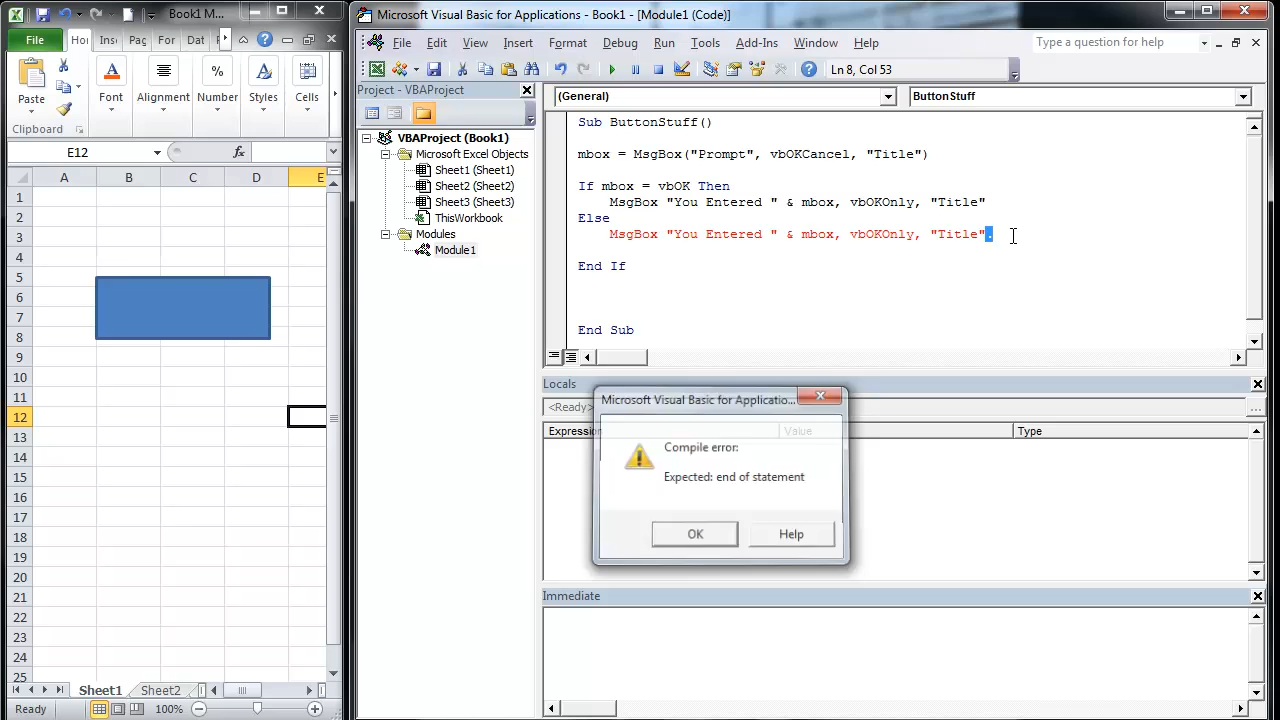 Book1 M...
File Hor Ins Pag For Dat
Paste Font Alignment Number Styles Cells
Clipboard
E12 fx
A B C D E
1
2
3
4
5
6
7
8
9
10
11
12
13
14
15
16
17
18
19
20
21
22
23
24
25
Sheet1 Sheet2
Ready 100%
Microsoft Visual Basic for Applications - Book1 - [Module1 (Code)]
File Edit View Insert Format Debug Run Tools Add-Ins Window Help Type a question for help
Ln 8, Col 53
Project - VBAProject
VBAProject (Book1)
Microsoft Excel Objects
Sheet1 (Sheet1)
Sheet2 (Sheet2)
Sheet3 (Sheet3)
ThisWorkbook
Modules
Module1
(General) ButtonStuff
Sub ButtonStuff()
mbox = MsgBox("Prompt", vbOKCancel, "Title")
If mbox = vbOK Then
MsgBox "You Entered " & mbox, vbOKOnly, "Title"
Else
MsgBox "You Entered " & mbox, vbOKOnly, "Title".
End If
End Sub
Locals
<Ready>
Expression Value Type
Microsoft Visual Basic for Applicatio...
Compile error:
Expected: end of statement
OK Help
Immediate